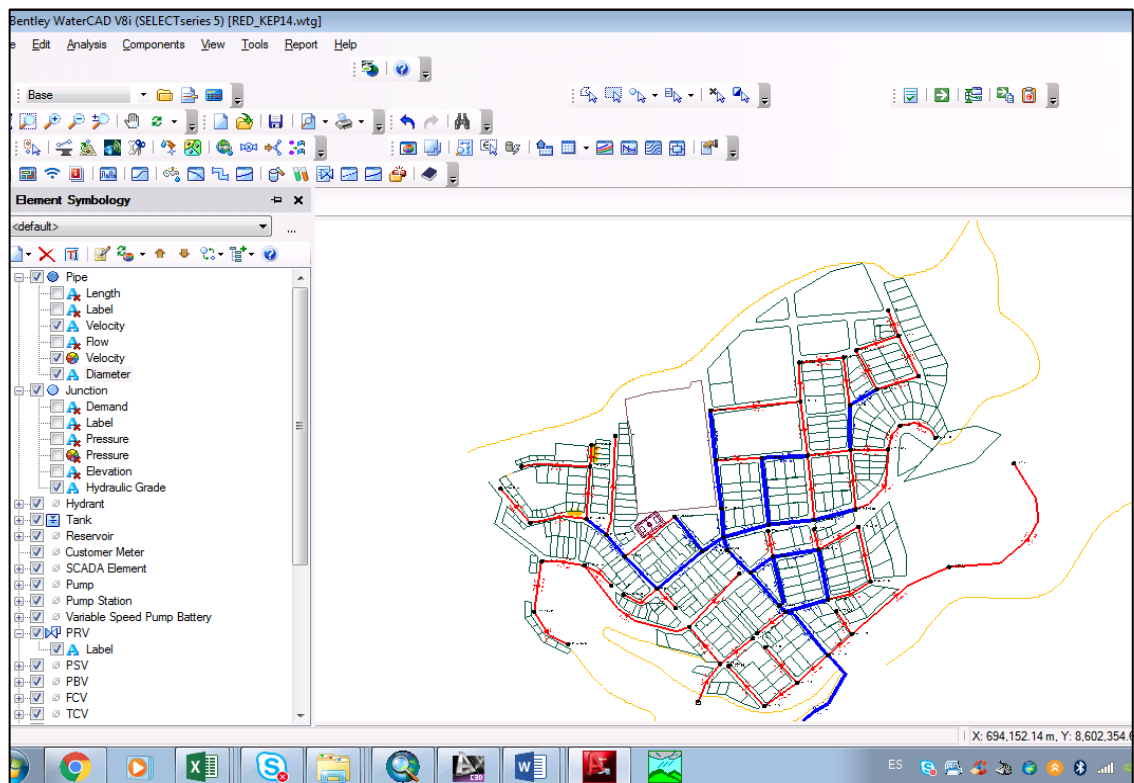 Bentley WaterCAD V8i (SELECTseries 5) [RED_KEP14.wtg]
Edit Analysis Components View Tools Report Help
Base
Element Symbology
<default>
...
Pipe
Length
Label
Velocity
Flow
Velocity
Diameter
Junction
Demand
Label
Pressure
Pressure
Elevation
Hydraulic Grade
Hydrant
Tank
Reservoir
Customer Meter
SCADA Element
Pump
Pump Station
Variable Speed Pump Battery
PRV
Label
PSV
PBV
FCV
TCV
X: 694,152.14 m, Y: 8,602,354.6
ES